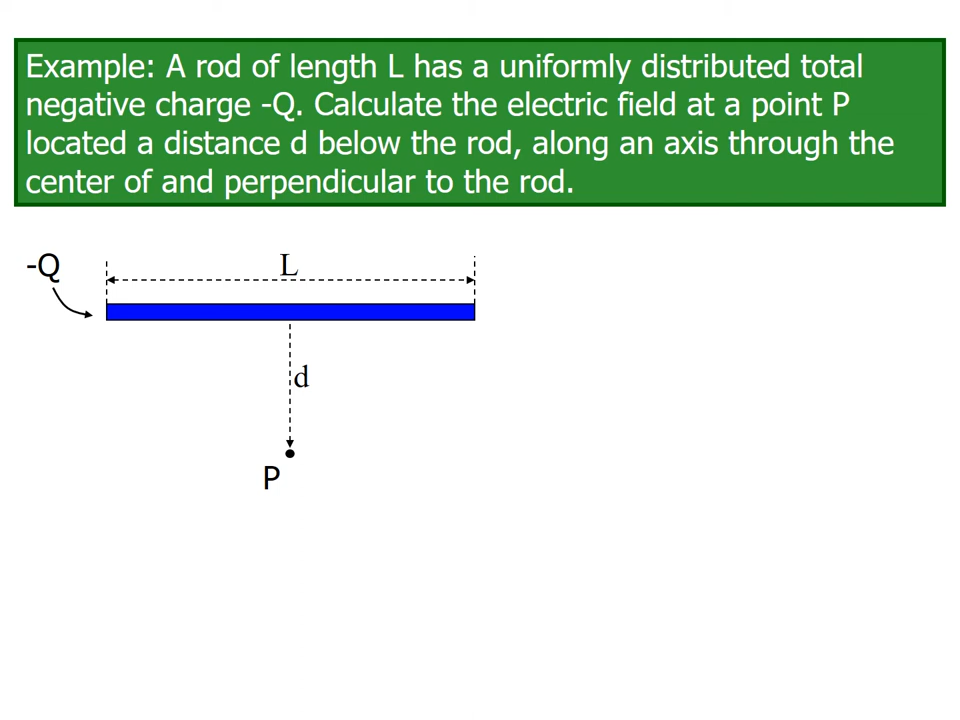 Example: A rod of length L has a uniformly distributed total
negative charge -Q. Calculate the electric field at a point P
located a distance d below the rod, along an axis through the
center of and perpendicular to the rod.
-Q
L
d
P